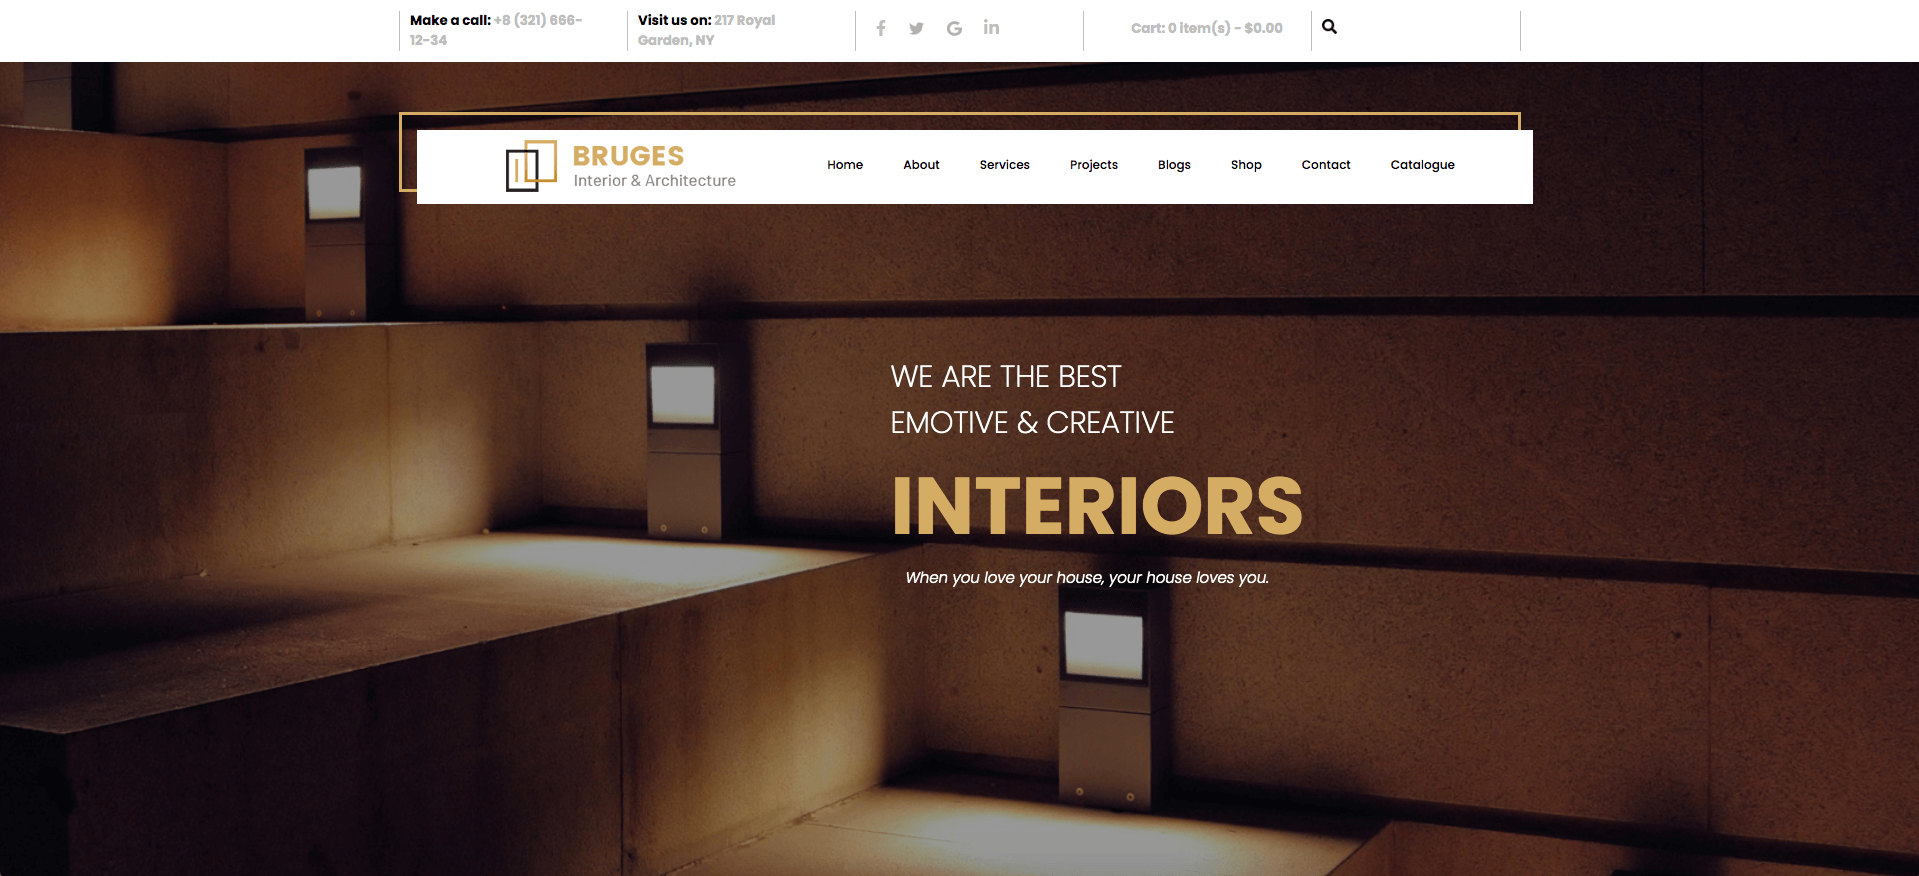 Make a call: +8 (321) 666-
12-34
Visit us on: 217 Royal
Garden, NY
Cart: 0 item(s) - $0.00
BRUGES
Interior & Architecture
Home About Services Projects Blogs Shop Contact Catalogue
WE ARE THE BEST
EMOTIVE & CREATIVE
INTERIORS
When you love your house, your house loves you.